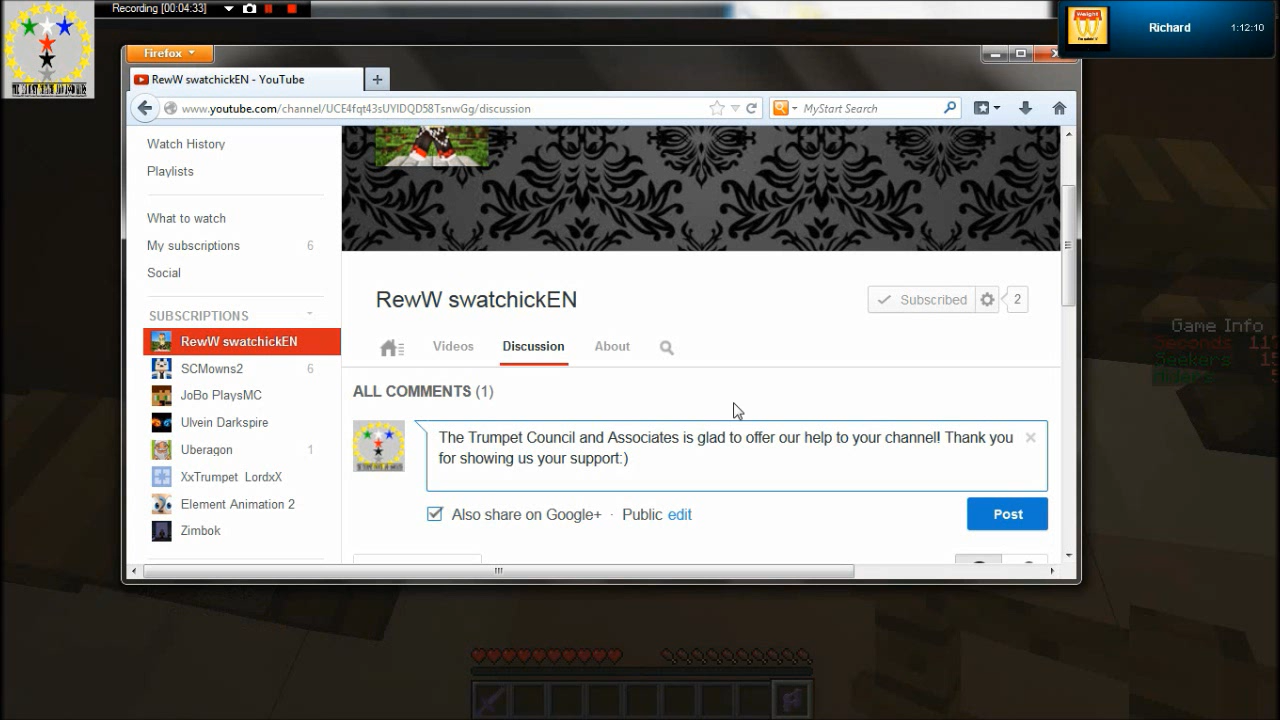 Recording [00:04:33]
Richard
1:12:10
Weight
Firefox
RewW swatchickEN - YouTube
www.youtube.com/channel/UCE4fqt43sUYIDQD58TsnwGg/discussion
MyStart Search
Watch History
Playlists
What to watch
My subscriptions 6
Social
SUBSCRIPTIONS
RewW swatchickEN
SCMowns2 6
JoBo PlaysMC
Ulvein Darkspire
Uberagon 1
XxTrumpet LordxX
Element Animation 2
Zimbok
RewW swatchickEN
Subscribed 2
Videos Discussion About
ALL COMMENTS (1)
The Trumpet Council and Associates is glad to offer our help to your channel! Thank you
for showing us your support:)
Also share on Google+ · Public edit
Post
Game Info
Seconds
Seekers